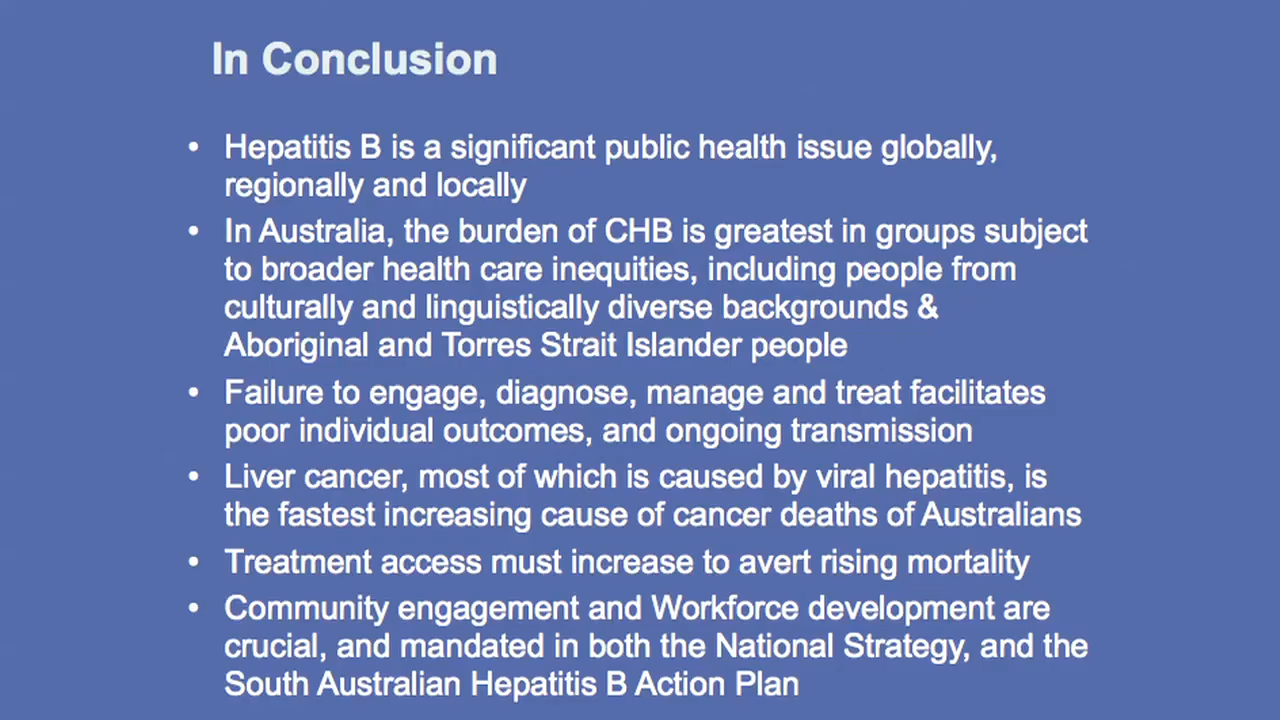 In Conclusion
• Hepatitis B is a significant public health issue globally,
regionally and locally
• In Australia, the burden of CHB is greatest in groups subject
to broader health care inequities, including people from
culturally and linguistically diverse backgrounds &
Aboriginal and Torres Strait Islander people
• Failure to engage, diagnose, manage and treat facilitates
poor individual outcomes, and ongoing transmission
• Liver cancer, most of which is caused by viral hepatitis, is
the fastest increasing cause of cancer deaths of Australians
• Treatment access must increase to avert rising mortality
• Community engagement and Workforce development are
crucial, and mandated in both the National Strategy, and the
South Australian Hepatitis B Action Plan